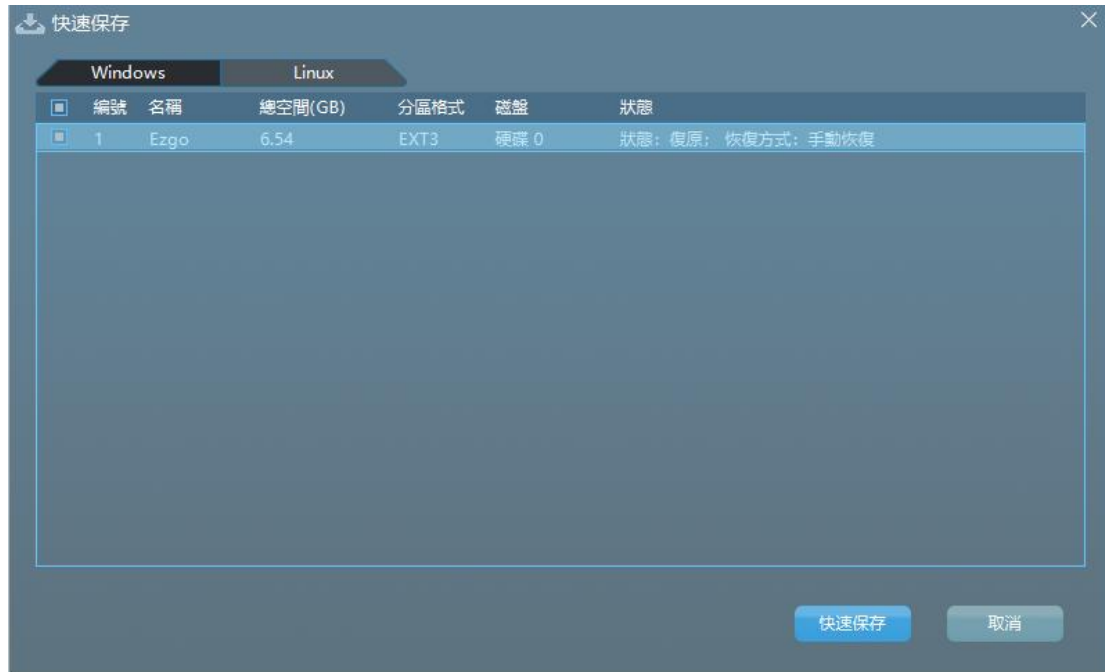 快速保存
Windows Linux
編號 名稱 總空間(GB) 分區格式 磁盤 狀態
1 Ezgo 6.54 EXT3 硬碟 0 狀態：復原； 恢復方式：手動恢復
快速保存 取消